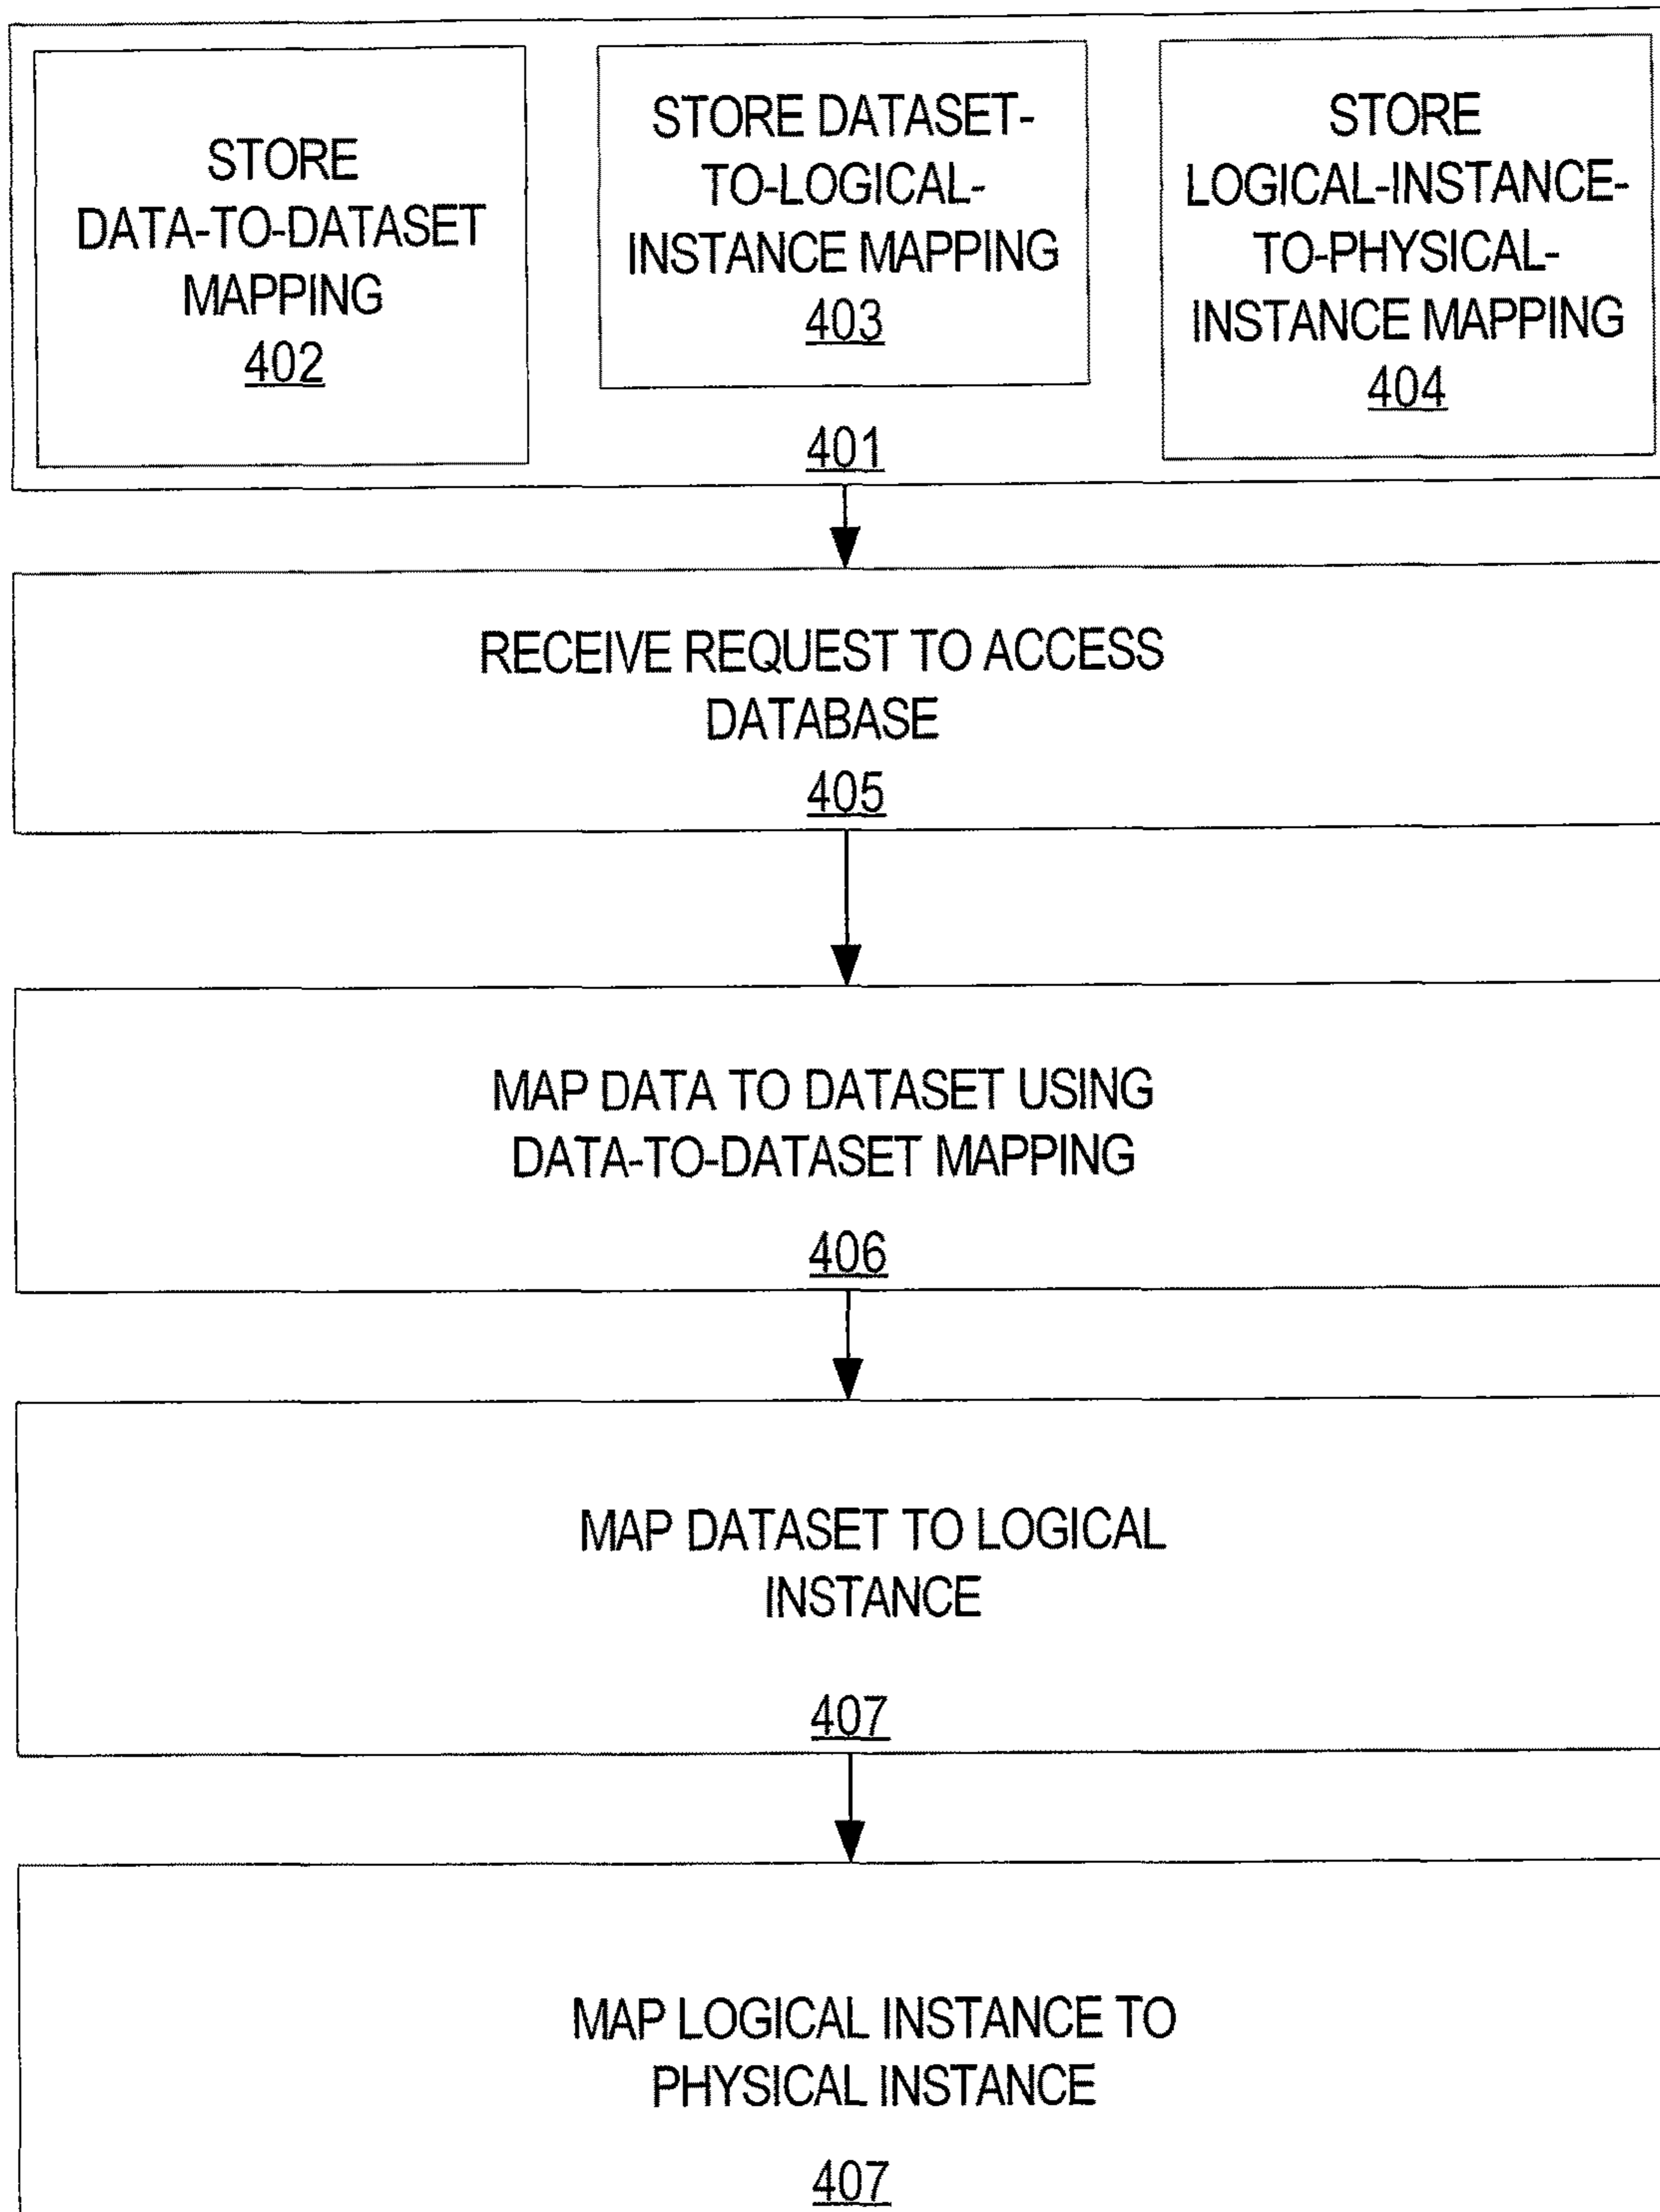 STORE
DATA-TO-DATASET
MAPPING
402
STORE DATASET-
TO-LOGICAL-
INSTANCE MAPPING
403
STORE
LOGICAL-INSTANCE-
TO-PHYSICAL-
INSTANCE MAPPING
404
401
RECEIVE REQUEST TO ACCESS
DATABASE
405
MAP DATA TO DATASET USING
DATA-TO-DATASET MAPPING
406
MAP DATASET TO LOGICAL
INSTANCE
407
MAP LOGICAL INSTANCE TO
PHYSICAL INSTANCE
407